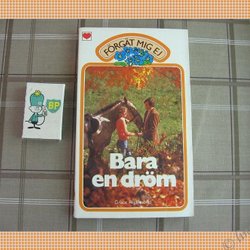 FÖRGÄT MIG EJ
BP
Bara
en dröm